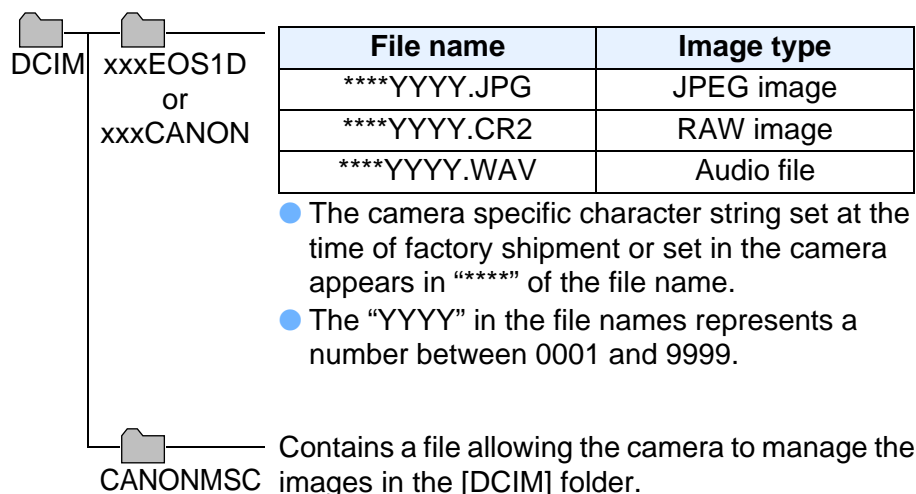 DCIM
xxxEOS1D
or
xxxCANON
File name Image type
****YYYY.JPG JPEG image
****YYYY.CR2 RAW image
****YYYY.WAV Audio file
The camera specific character string set at the
time of factory shipment or set in the camera
appears in “****” of the file name.
The “YYYY” in the file names represents a
number between 0001 and 9999.
CANONMSC
Contains a file allowing the camera to manage the
images in the [DCIM] folder.